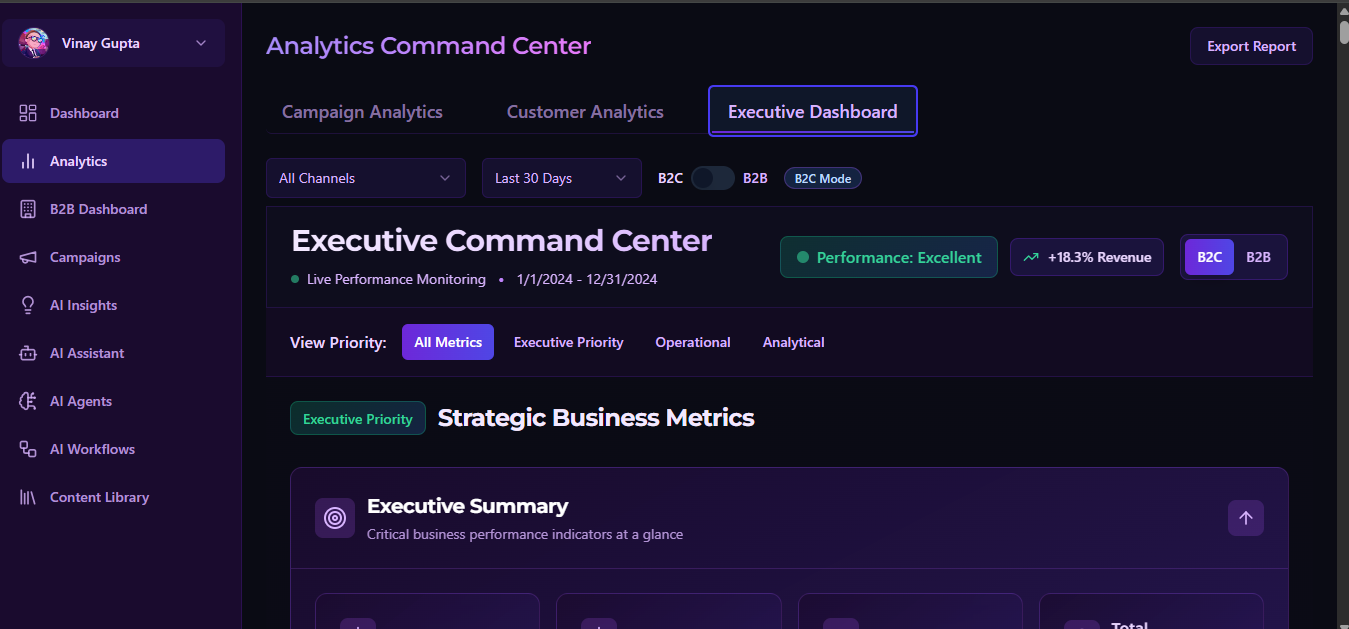 Vinay Gupta
Dashboard
Analytics
B2B Dashboard
Campaigns
AI Insights
AI Assistant
AI Agents
AI Workflows
Content Library
Analytics Command Center
Export Report
Campaign Analytics
Customer Analytics
Executive Dashboard
All Channels
Last 30 Days
B2C
B2B
B2C Mode
Executive Command Center
Live Performance Monitoring • 1/1/2024 - 12/31/2024
Performance: Excellent
+18.3% Revenue
B2C
B2B
View Priority:
All Metrics
Executive Priority
Operational
Analytical
Executive Priority
Strategic Business Metrics
Executive Summary
Critical business performance indicators at a glance
Total